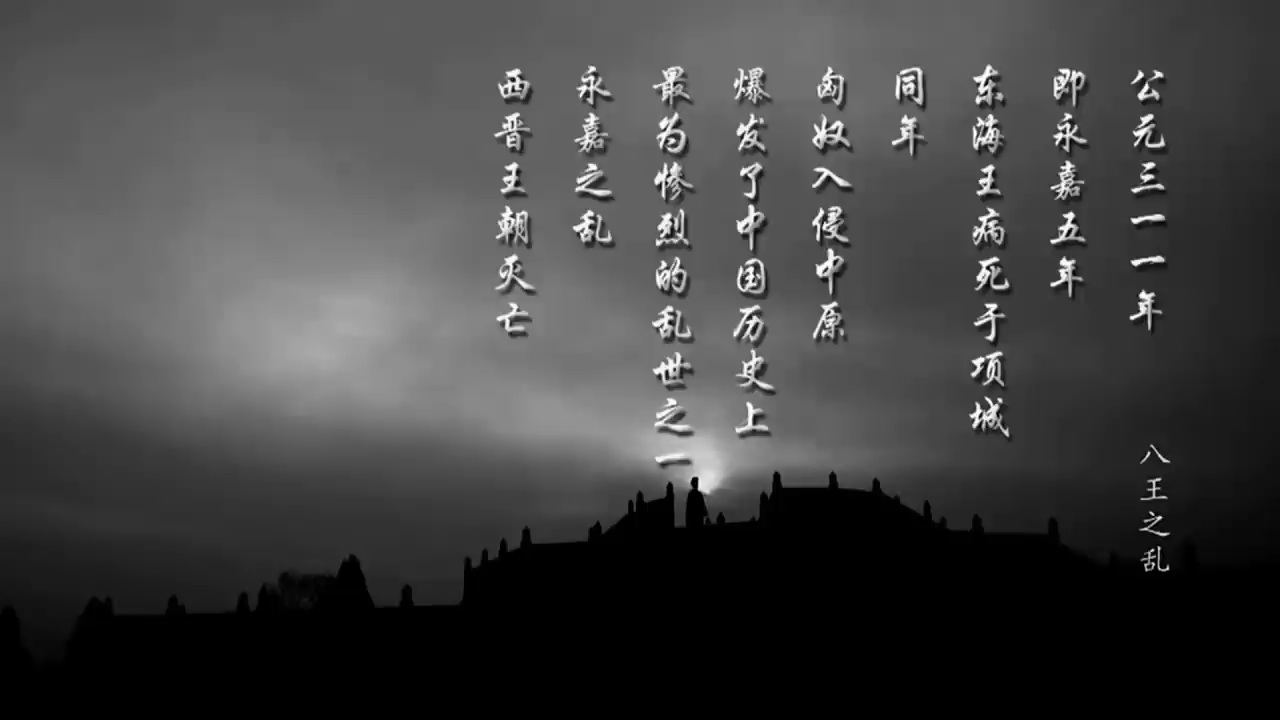 公元三一一年
即永嘉五年
东海王病死于项城
同年
匈奴入侵中原
爆发了中国历史上
最为惨烈的乱世之一
永嘉之乱
西晋王朝灭亡
八王之乱